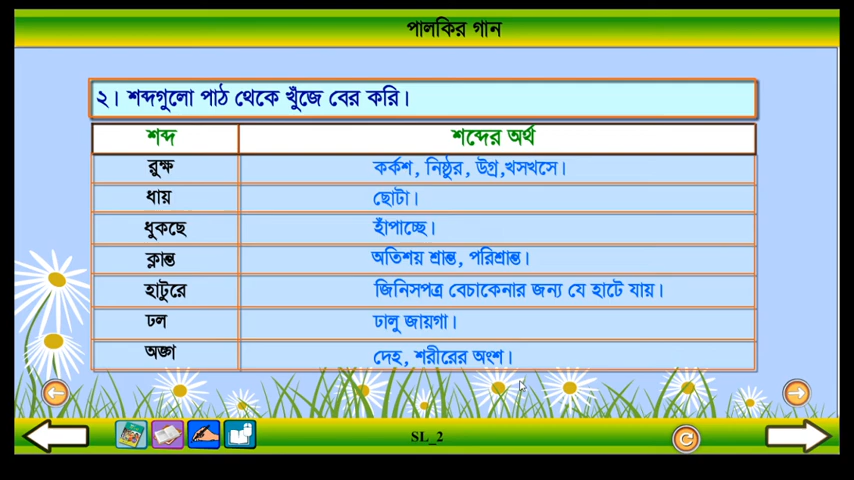 পালকির গান
২। শব্দগুলো পাঠ থেকে খুঁজে বের করি।
শব্দ শব্দের অর্থ
রুক্ষ কর্কশ, নিষ্ঠুর, উগ্র,খসখসে।
ধায় ছোটা।
ধুকছে হাঁপাচ্ছে।
ক্লান্ত অতিশয় শ্রান্ত, পরিশ্রান্ত।
হাটুরে জিনিসপত্র বেচাকেনার জন্য যে হাটে যায়।
ঢল ঢালু জায়গা।
অঙ্গ দেহ, শরীরের অংশ।
SL_2